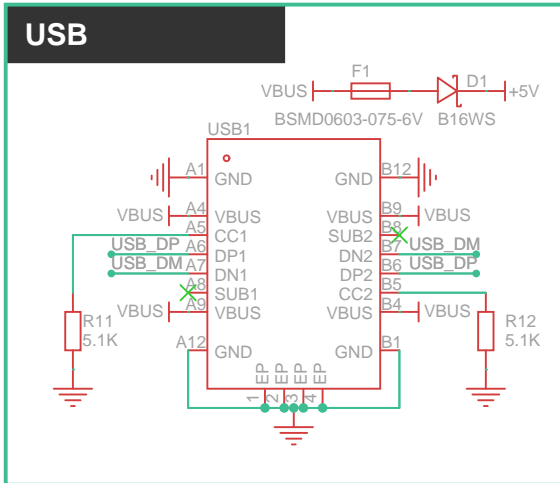 USB
F1
D1
VBUS
+5V
BSMD0603-075-6V
B16WS
USB1
A1
GND
GND
B12
VBUS
A4
VBUS
VBUS
B9
VBUS
A5
CC1
SUB2
B8
USB_DP
A6
DP1
DN2
B7
USB_DM
USB_DM
A7
DN1
DP2
B6
USB_DP
A8
SUB1
CC2
B5
VBUS
A9
VBUS
VBUS
B4
VBUS
R11
5.1K
R12
5.1K
A12
GND
GND
B1
EP
EP
EP
EP
1
2
3
4